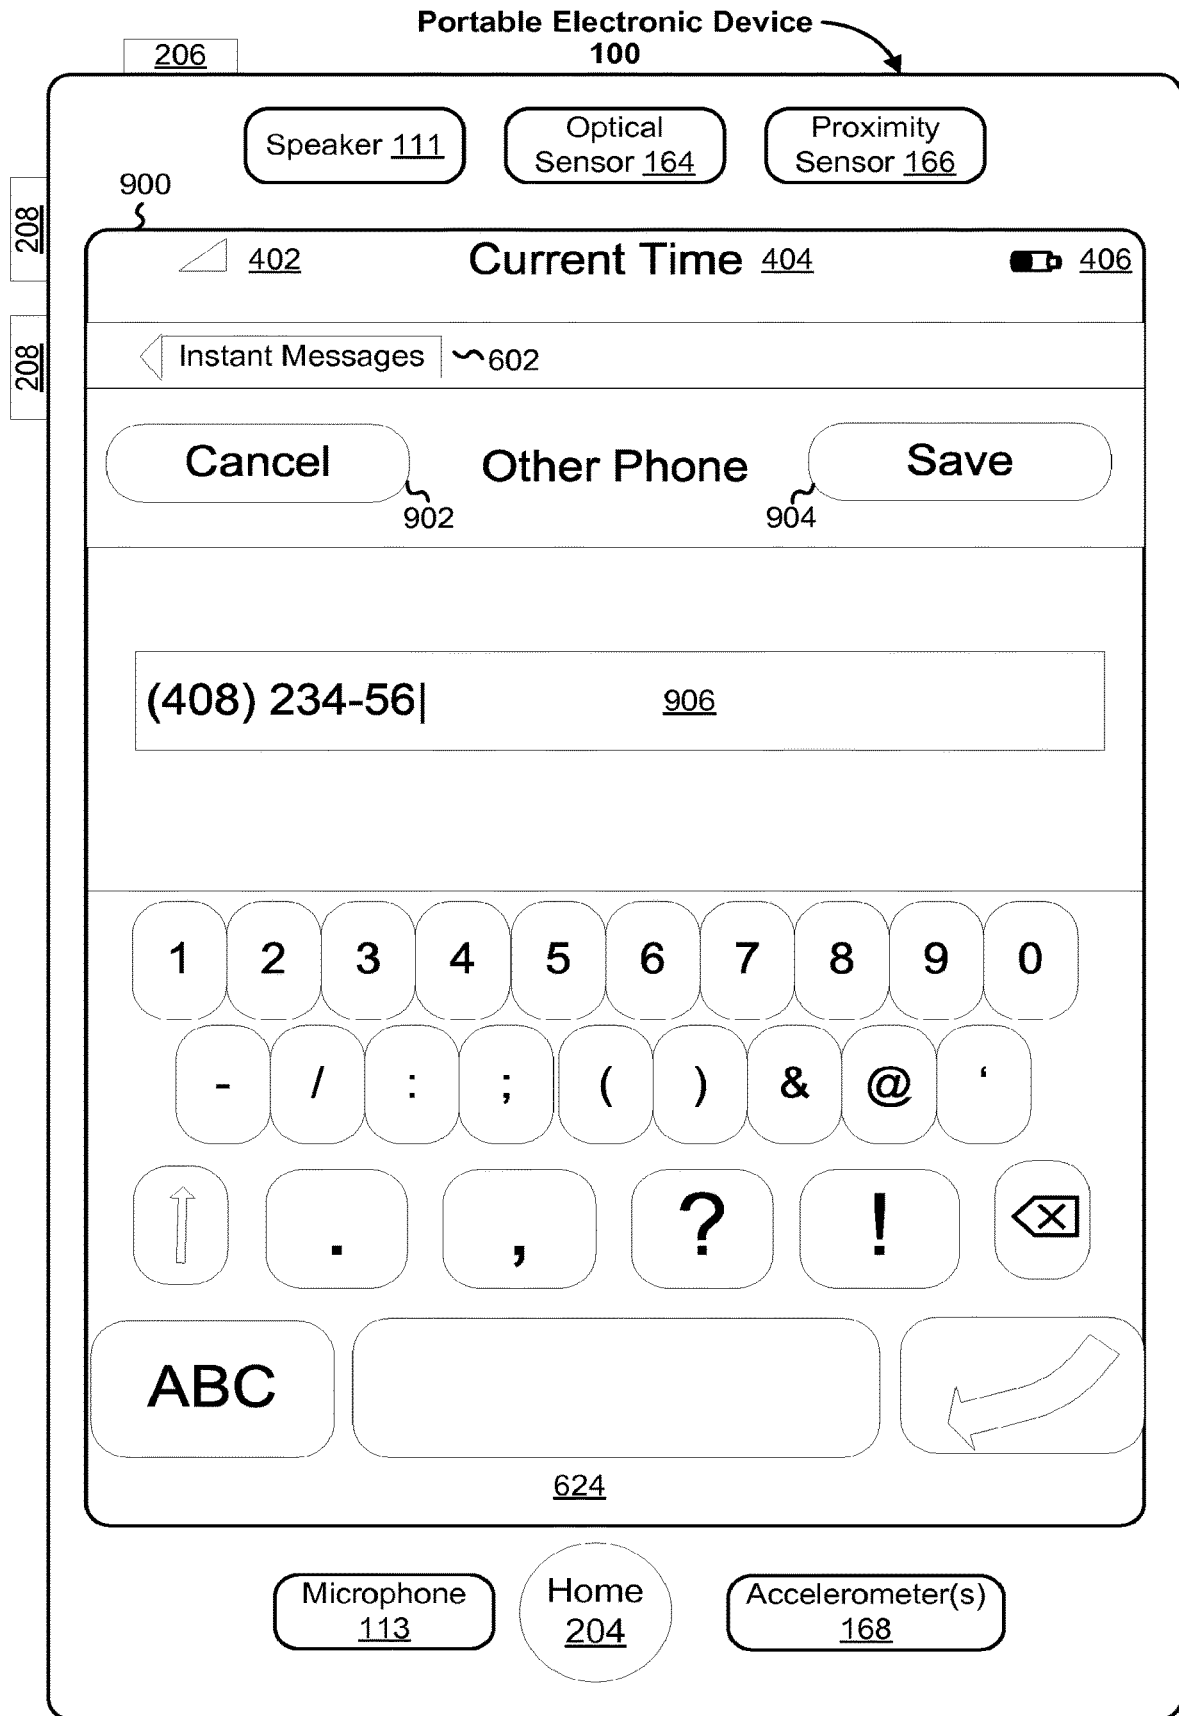 Portable Electronic Device
100
206
Speaker 111
Optical
Sensor 164
Proximity
Sensor 166
900
208
402
Current Time 404
406
208
Instant Messages
602
Cancel
Other Phone
Save
902
904
(408) 234-56|
906
1 2 3 4 5 6 7 8 9 0
- / : ; ( ) & @ ‘
. , ? !
ABC
624
Microphone
113
Home
204
Accelerometer(s)
168